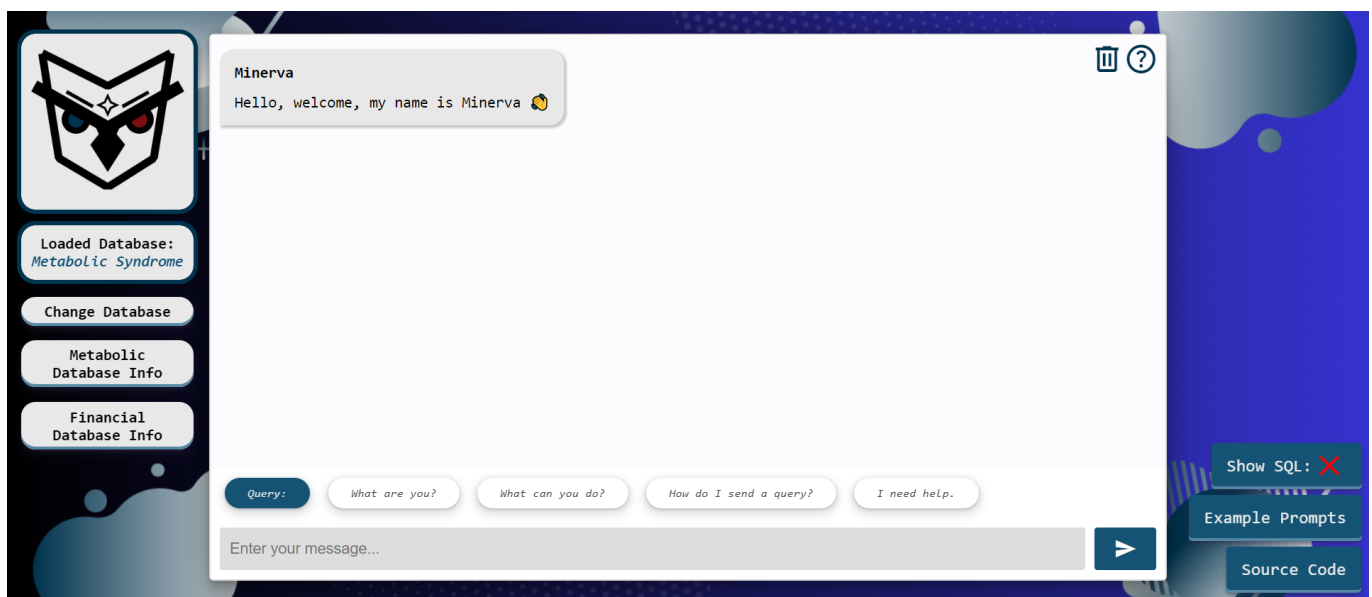 Minerva
Hello, welcome, my name is Minerva 👋
Loaded Database:
Metabolic Syndrome
Change Database
Metabolic
Database Info
Financial
Database Info
Query:
What are you?
What can you do?
How do I send a query?
I need help.
Enter your message...
Show SQL: ❌
Example Prompts
Source Code